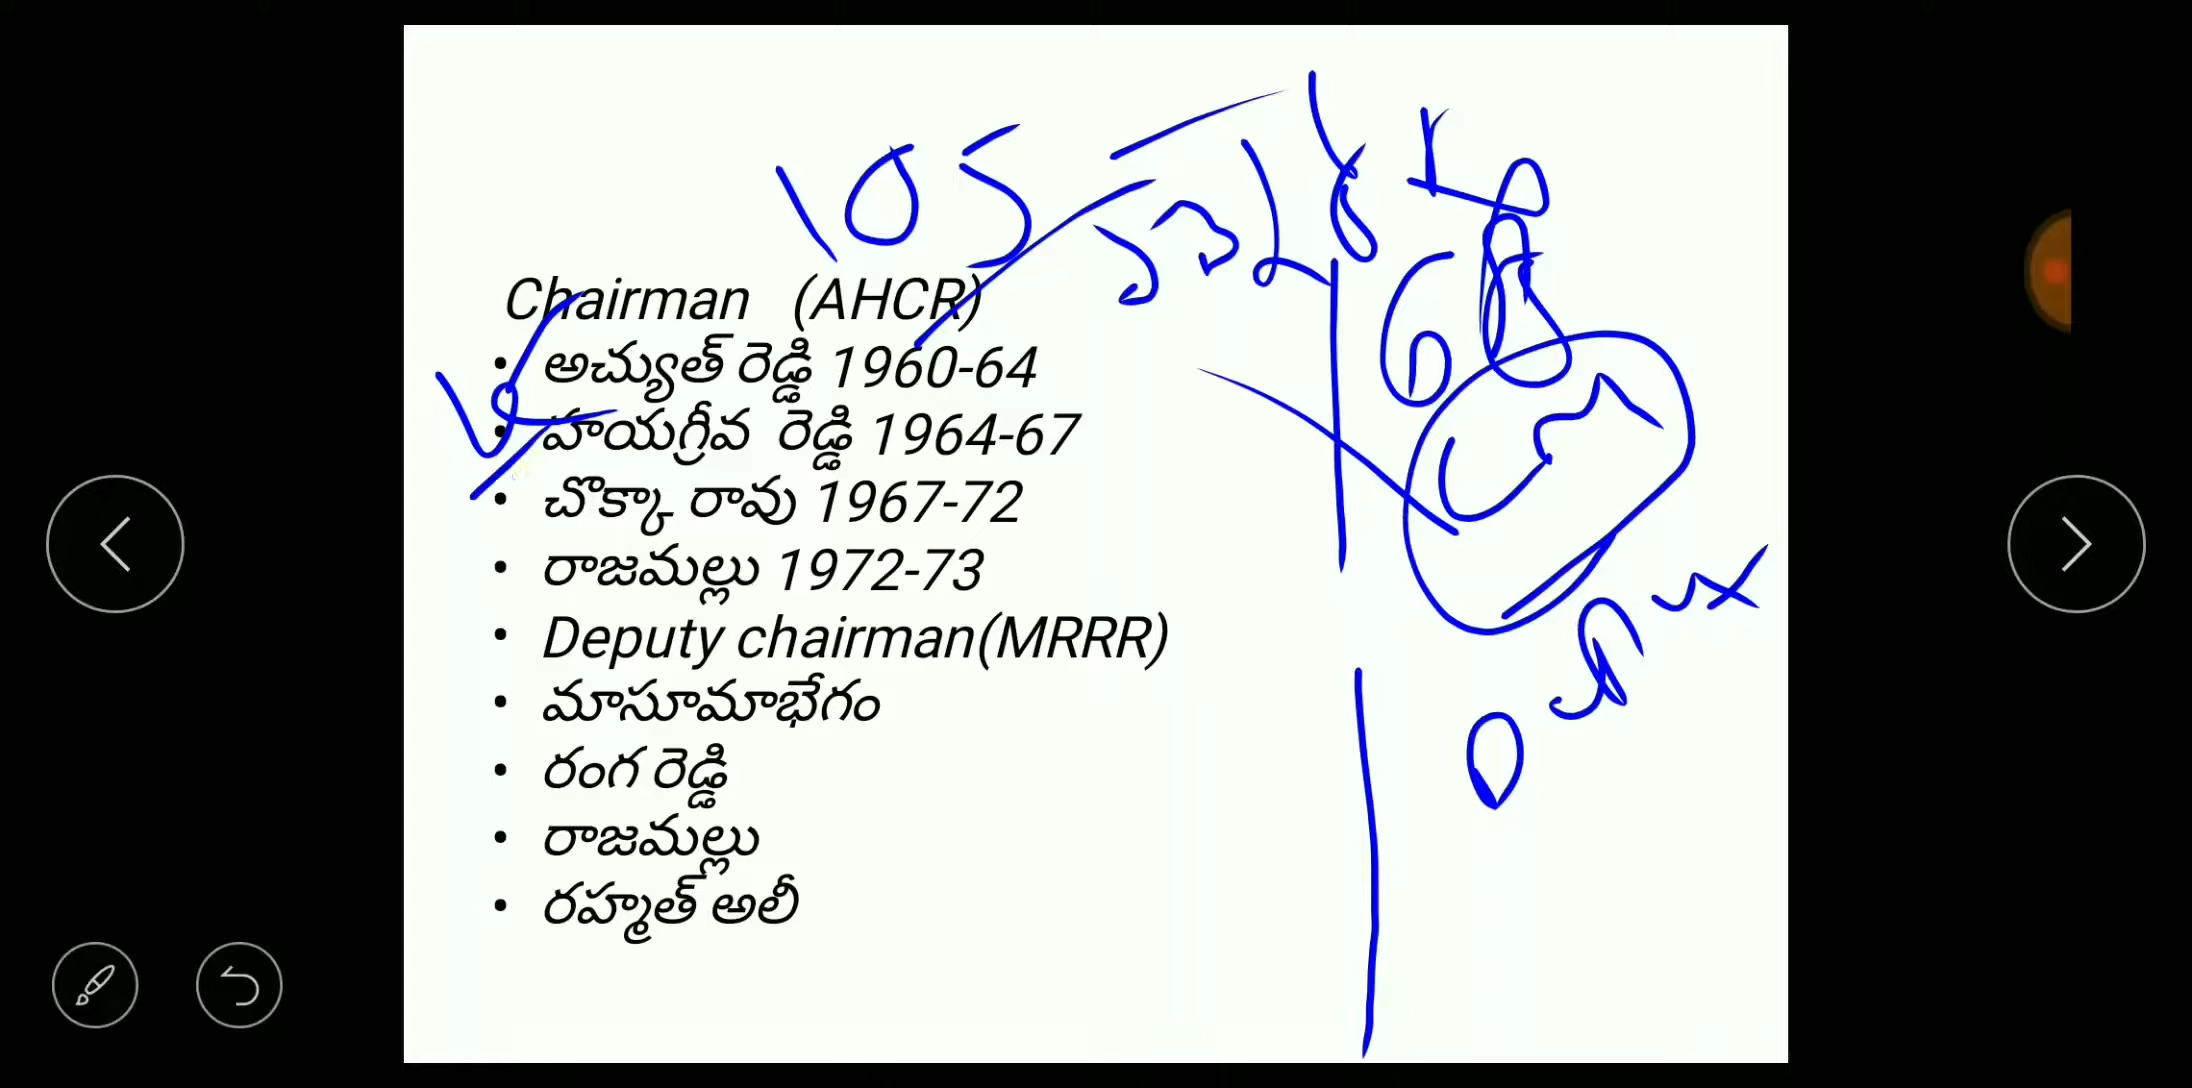 105
Chairman (AHCR)
• అచ్యుత్ రెడ్డి 1960-64
• హయగ్రీవ రెడ్డి 1964-67
• చొక్కా రావు 1967-72
• రాజమల్లు 1972-73
• Deputy chairman(MRRR)
• మాసూమాభేగం
• రంగ రెడ్డి
• రాజమల్లు
• రహ్మత్ అలీ